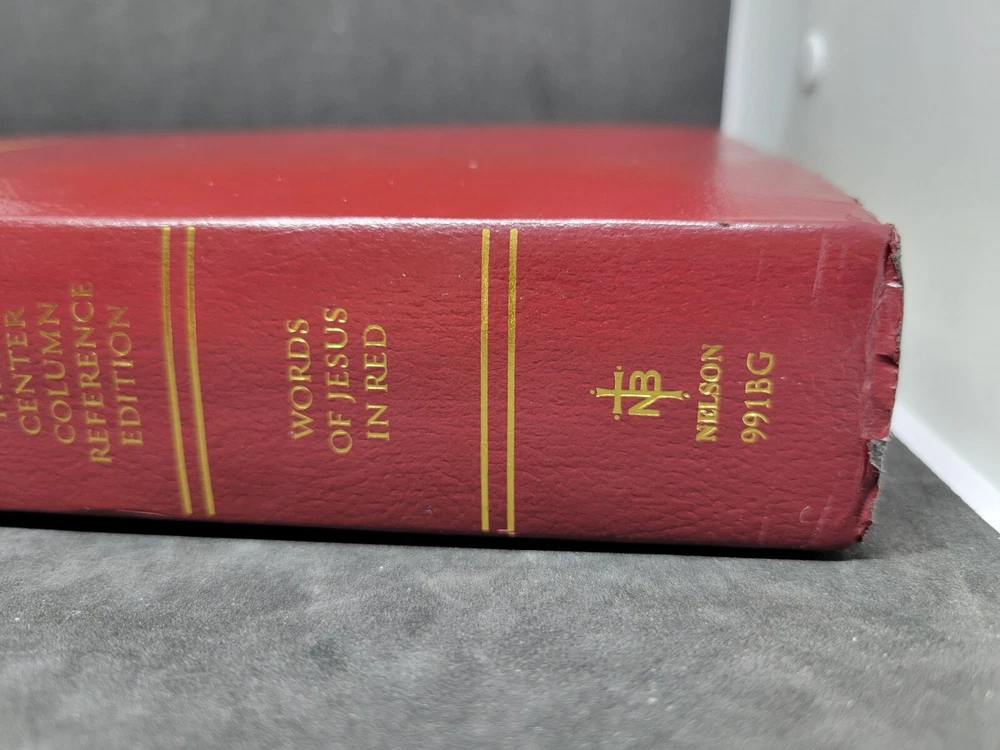 CENTER
COLUMN
REFERENCE
EDITION
WORDS
OF JESUS
IN RED
NB
NELSON
991BG